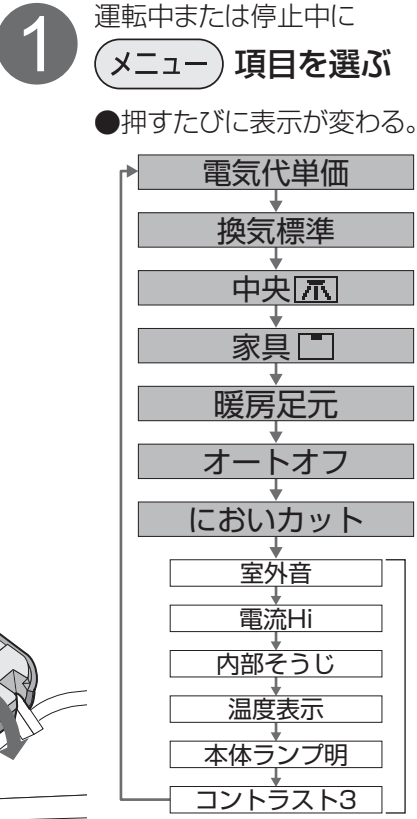 1
運転中または停止中に
メニュー 項目を選ぶ
●押すたびに表示が変わる。
電気代単価
換気標準
中央
家具
暖房足元
オートオフ
においカット
室外音
電流Hi
内部そうじ
温度表示
本体ランプ明
コントラスト3